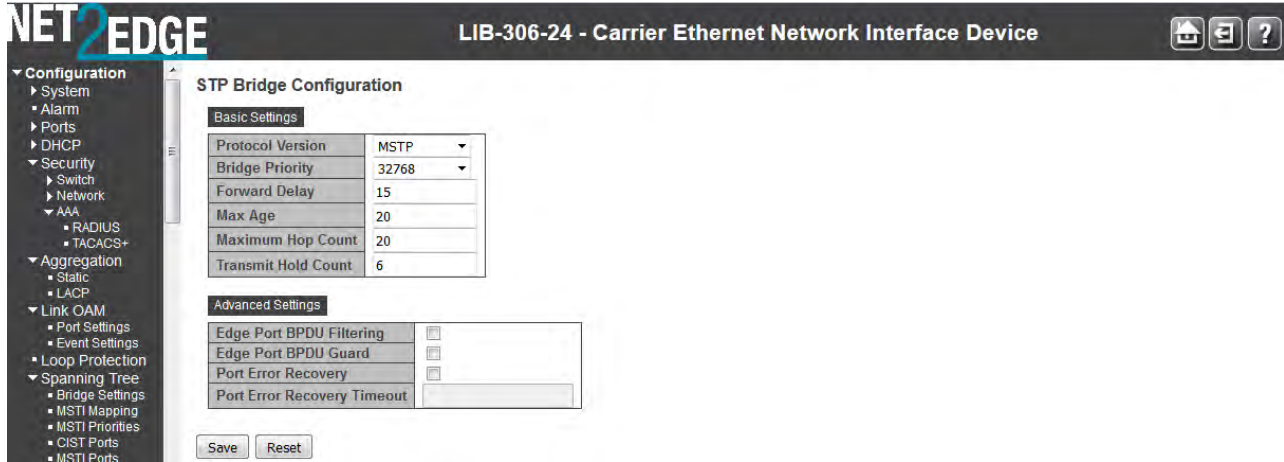 NET2EDGE
LIB-306-24 - Carrier Ethernet Network Interface Device
?
Configuration
System
Alarm
Ports
DHCP
Security
Switch
Network
AAA
RADIUS
TACACS+
Aggregation
Static
LACP
Link OAM
Port Settings
Event Settings
Loop Protection
Spanning Tree
Bridge Settings
MSTI Mapping
MSTI Priorities
CIST Ports
MSTI Ports
STP Bridge Configuration
Basic Settings
Protocol Version MSTP
Bridge Priority 32768
Forward Delay 15
Max Age 20
Maximum Hop Count 20
Transmit Hold Count 6
Advanced Settings
Edge Port BPDU Filtering
Edge Port BPDU Guard
Port Error Recovery
Port Error Recovery Timeout
Save Reset